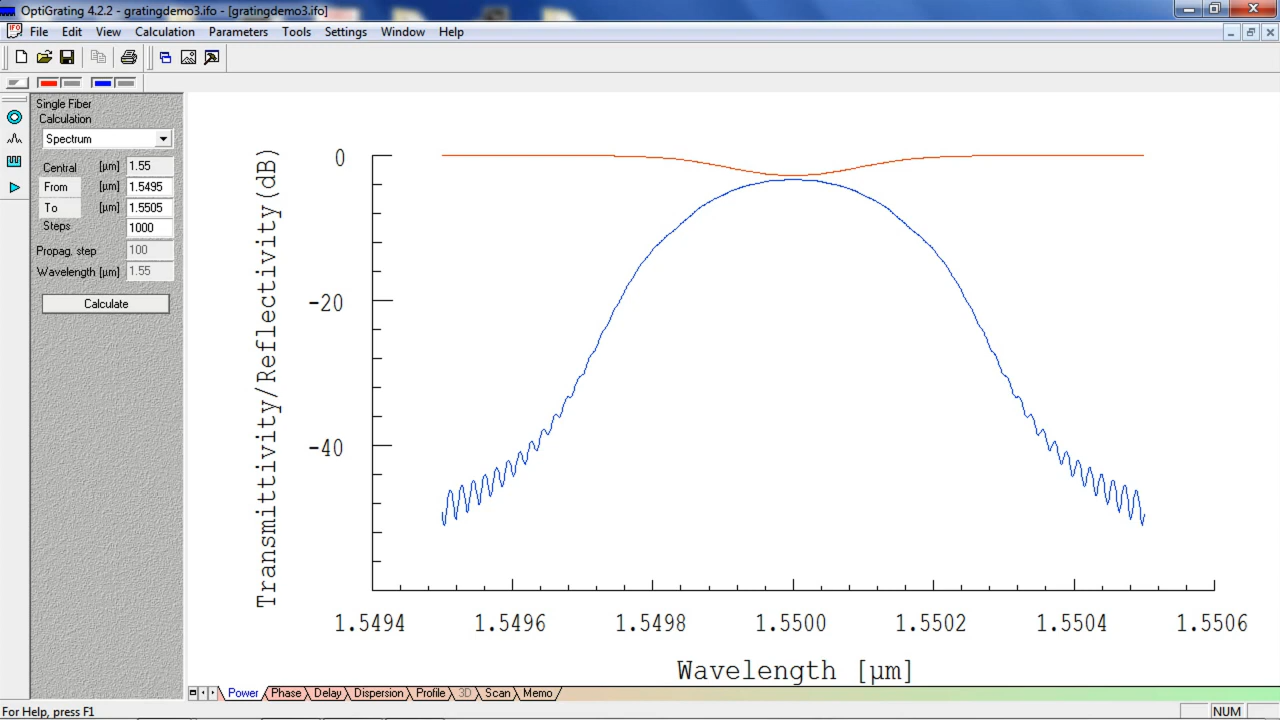 OptiGrating 4.2.2 - gratingdemo3.ifo - [gratingdemo3.ifo]
IFO File Edit View Calculation Parameters Tools Settings Window Help
Single Fiber
Calculation
Spectrum
Central [µm] 1.55
From [µm] 1.5495
To [µm] 1.5505
Steps 1000
Propag. step 100
Wavelength [µm] 1.55
Calculate
Transmittivity/Reflectivity(dB)
0
-20
-40
1.5494 1.5496 1.5498 1.5500 1.5502 1.5504 1.5506
Wavelength [µm]
Power Phase Delay Dispersion Profile 3D Scan Memo
For Help, press F1 NUM